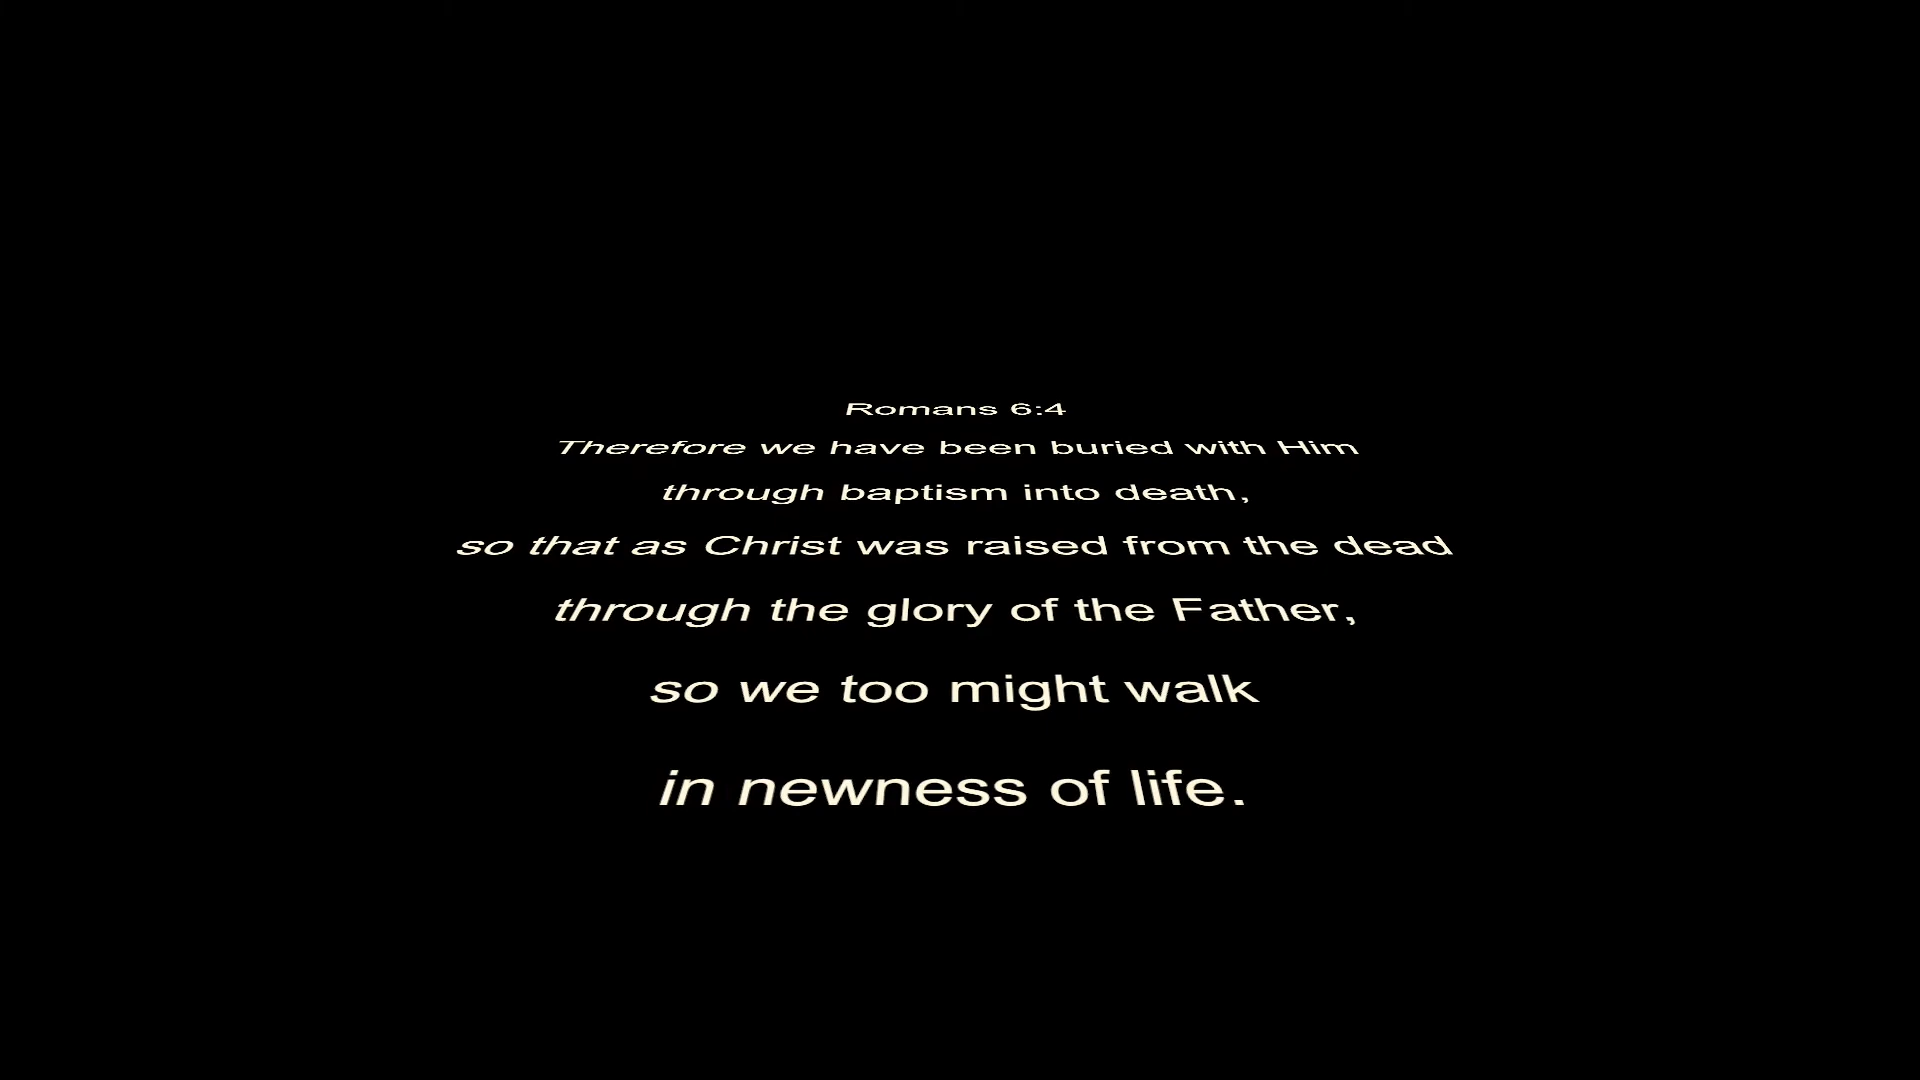 Romans 6:4
Therefore we have been buried with Him
through baptism into death,
so that as Christ was raised from the dead
through the glory of the Father,
so we too might walk
in newness of life.